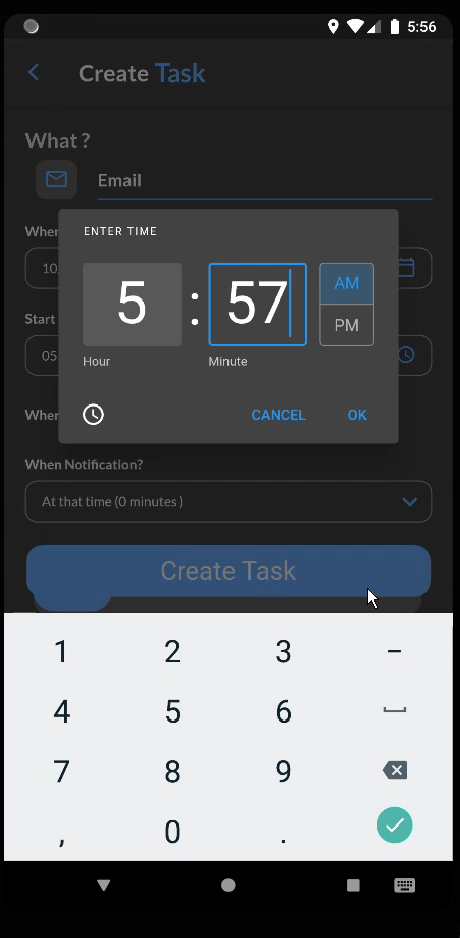 5:56
Create Task
What ?
Email
Wher
ENTER TIME
10
5 : 57
AM
PM
Start
05
Hour
Minute
Wher
CANCEL
OK
When Notification?
At that time (0 minutes )
Create Task
1 2 3 -
4 5 6
7 8 9
, 0 .